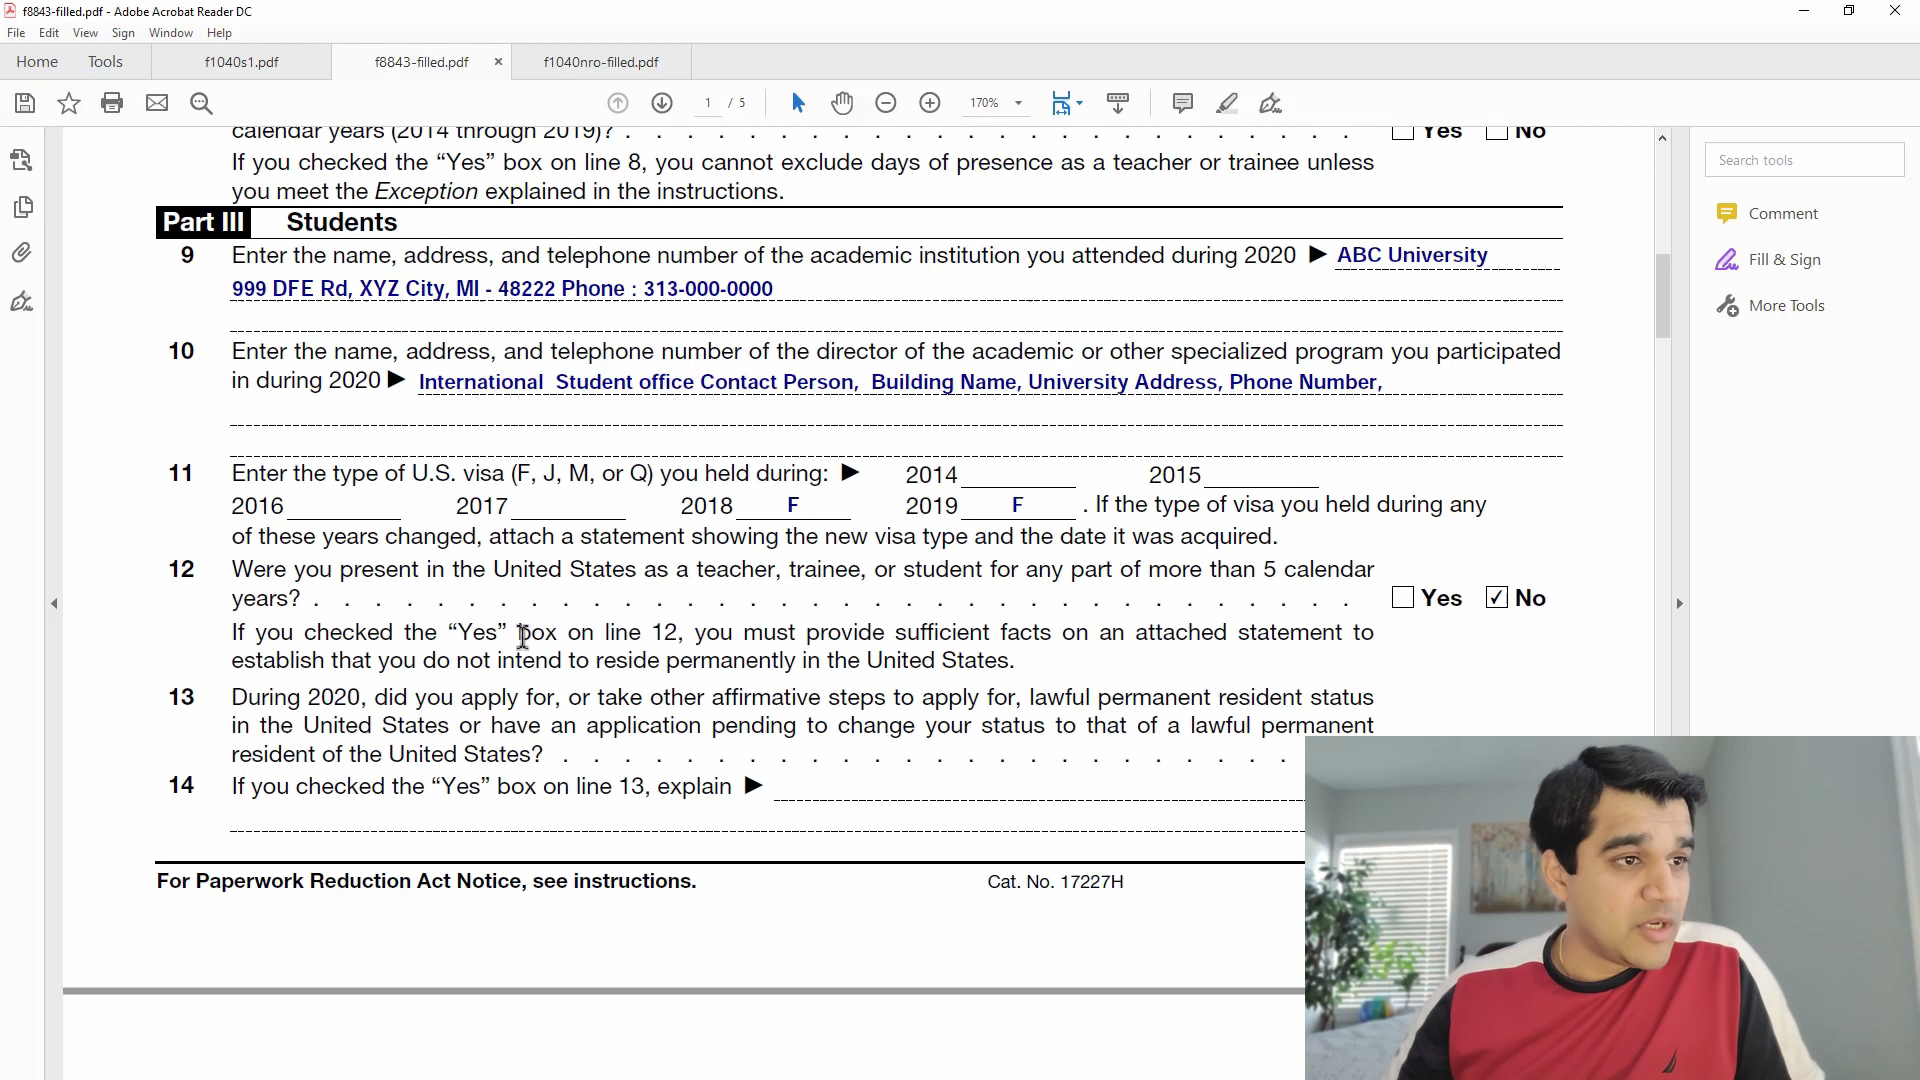 f8843-filled.pdf - Adobe Acrobat Reader DC
File Edit View Sign Window Help
Home Tools f1040s1.pdf f8843-filled.pdf × f1040nro-filled.pdf
1 / 5 170%
calendar years (2014 through 2019)? . . . . . . . . . . . . . . . . . . . . . . . . Yes No
If you checked the “Yes” box on line 8, you cannot exclude days of presence as a teacher or trainee unless
you meet the Exception explained in the instructions.
Part III Students
9 Enter the name, address, and telephone number of the academic institution you attended during 2020 ▶ ABC University
999 DFE Rd, XYZ City, MI - 48222 Phone : 313-000-0000
10 Enter the name, address, and telephone number of the director of the academic or other specialized program you participated
in during 2020 ▶ International Student office Contact Person, Building Name, University Address, Phone Number,
11 Enter the type of U.S. visa (F, J, M, or Q) you held during: ▶ 2014 2015
2016 2017 2018 F 2019 F . If the type of visa you held during any
of these years changed, attach a statement showing the new visa type and the date it was acquired.
12 Were you present in the United States as a teacher, trainee, or student for any part of more than 5 calendar
years? . . . . . . . . . . . . . . . . . . . . . . . . . . . . . . . . . . Yes ✓ No
If you checked the “Yes” box on line 12, you must provide sufficient facts on an attached statement to
establish that you do not intend to reside permanently in the United States.
13 During 2020, did you apply for, or take other affirmative steps to apply for, lawful permanent resident status
in the United States or have an application pending to change your status to that of a lawful permanent
resident of the United States? . . . . . . . . . . . . . . . . . . . . . . . .
14 If you checked the “Yes” box on line 13, explain ▶
For Paperwork Reduction Act Notice, see instructions. Cat. No. 17227H
Search tools
Comment
Fill & Sign
More Tools